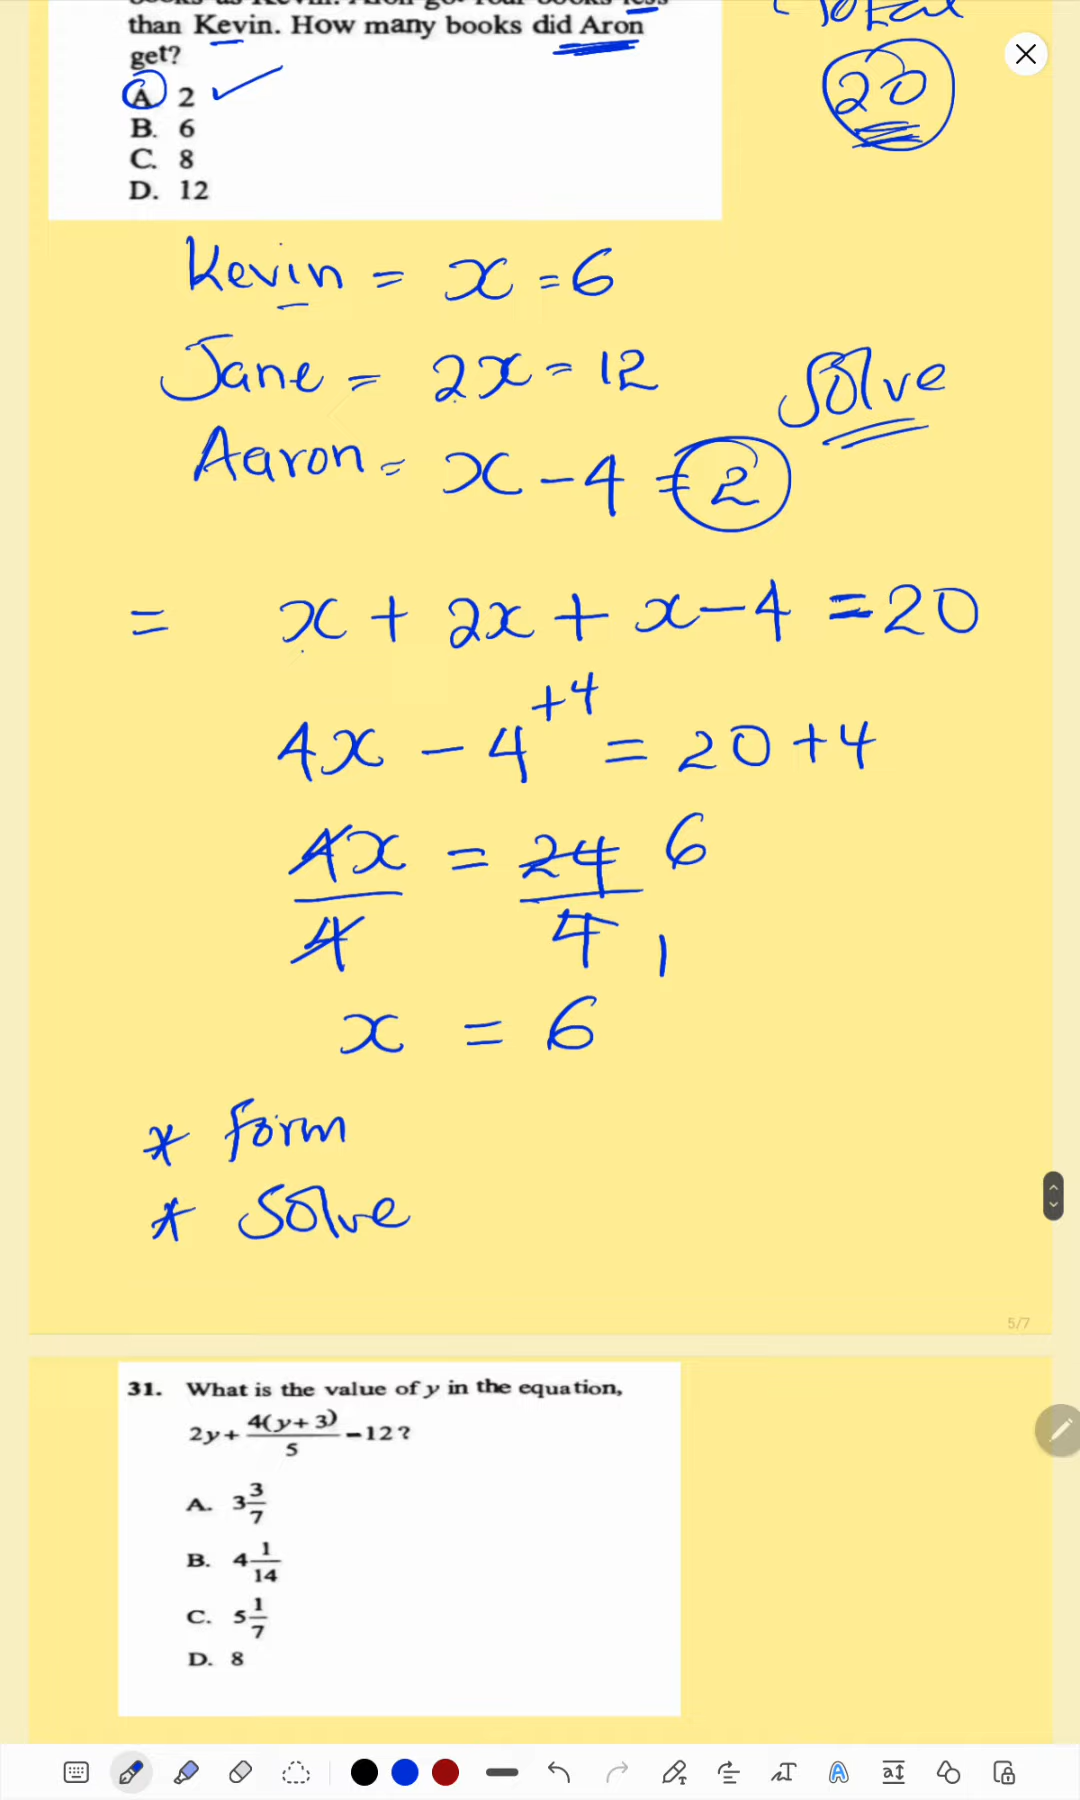 than Kevin. How many books did Aron
get?
A. 2 ✓
B. 6
C. 8
D. 12
Total
20
Kevin = x = 6
Jane = 2x = 12
Aaron = x - 4 = 2
Solve
= x + 2x + x - 4 = 20
4x - 4 +4 = 20 + 4
4x = 24 6
4 4 1
x = 6
* form
* Solve
5/7
31. What is the value of y in the equation,
2y+ 4(y+3)/5 -12?
A. 3 3/7
B. 4 1/14
C. 5 1/7
D. 8